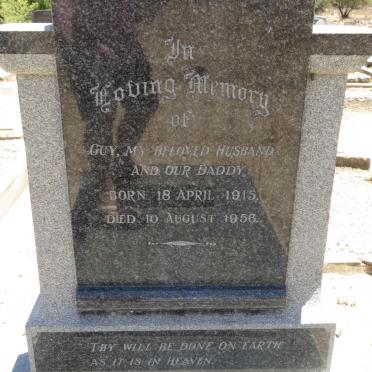 In
Loving Memory
of
GUY, MY BELOVED HUSBAND
AND OUR DADDY
BORN 18 APRIL 1915,
DIED 10 AUGUST 1956.
THY WILL BE DONE ON EARTH
AS IT IS IN HEAVEN.